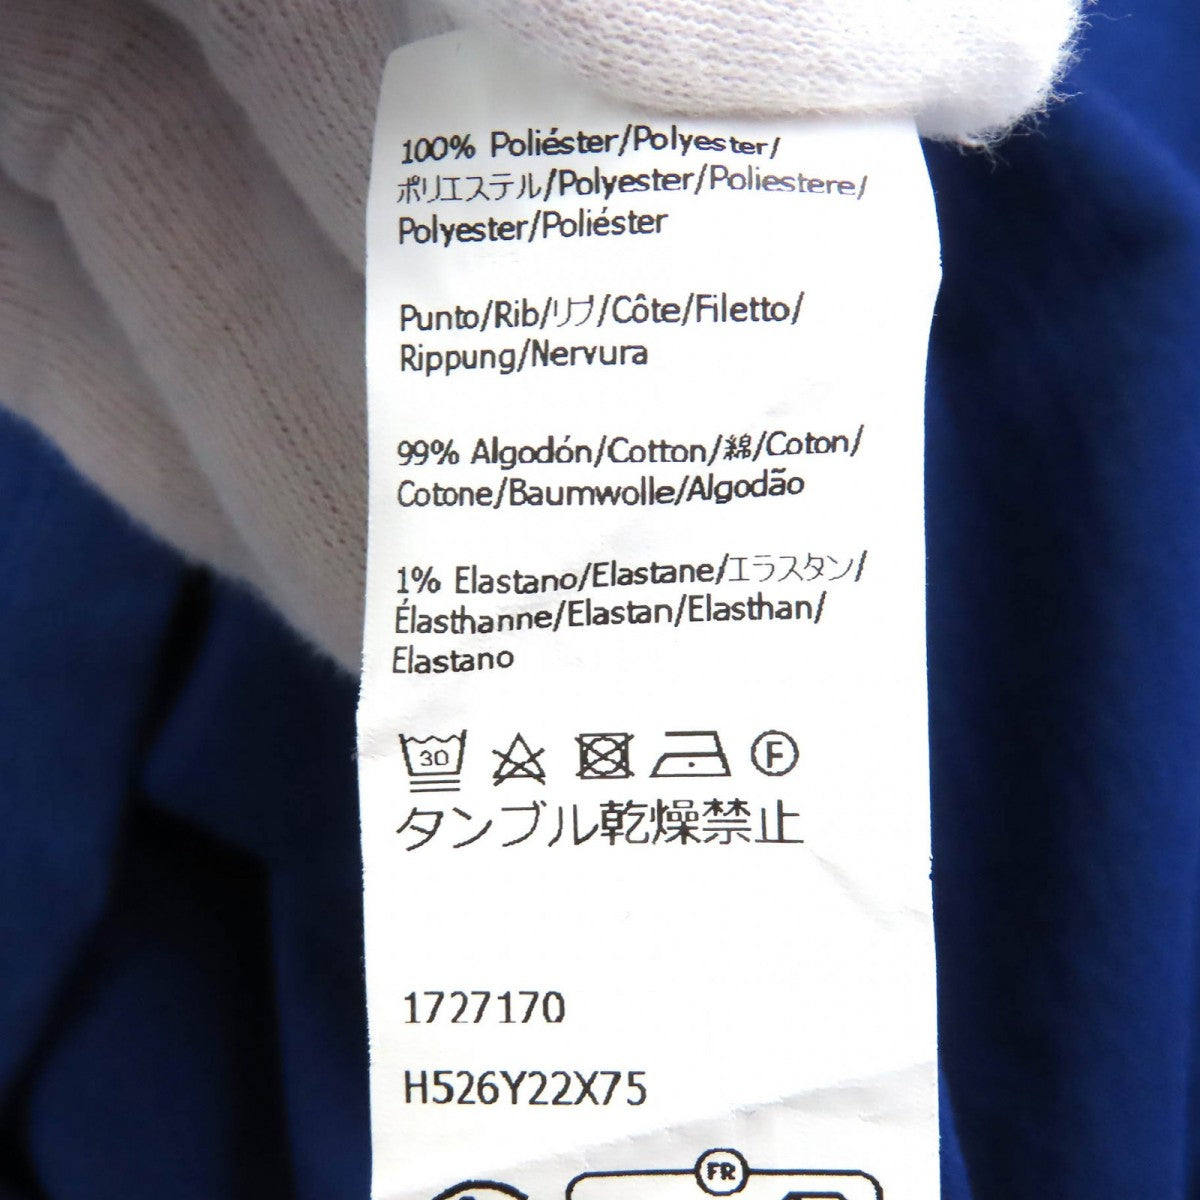 100% Poliéster/Polyester/
ポリエステル/Polyester/Poliestere/
Polyester/Poliéster
Punto/Rib/リブ/Côte/Filetto/
Rippung/Nervura
99% Algodón/Cotton/綿/Coton/
Cotone/Baumwolle/Algodão
1% Elastano/Elastane/エラスタン/
Élasthanne/Elastan/Elasthan/
Elastano
30 F
タンブル乾燥禁止
1727170
H526Y22X75
FR